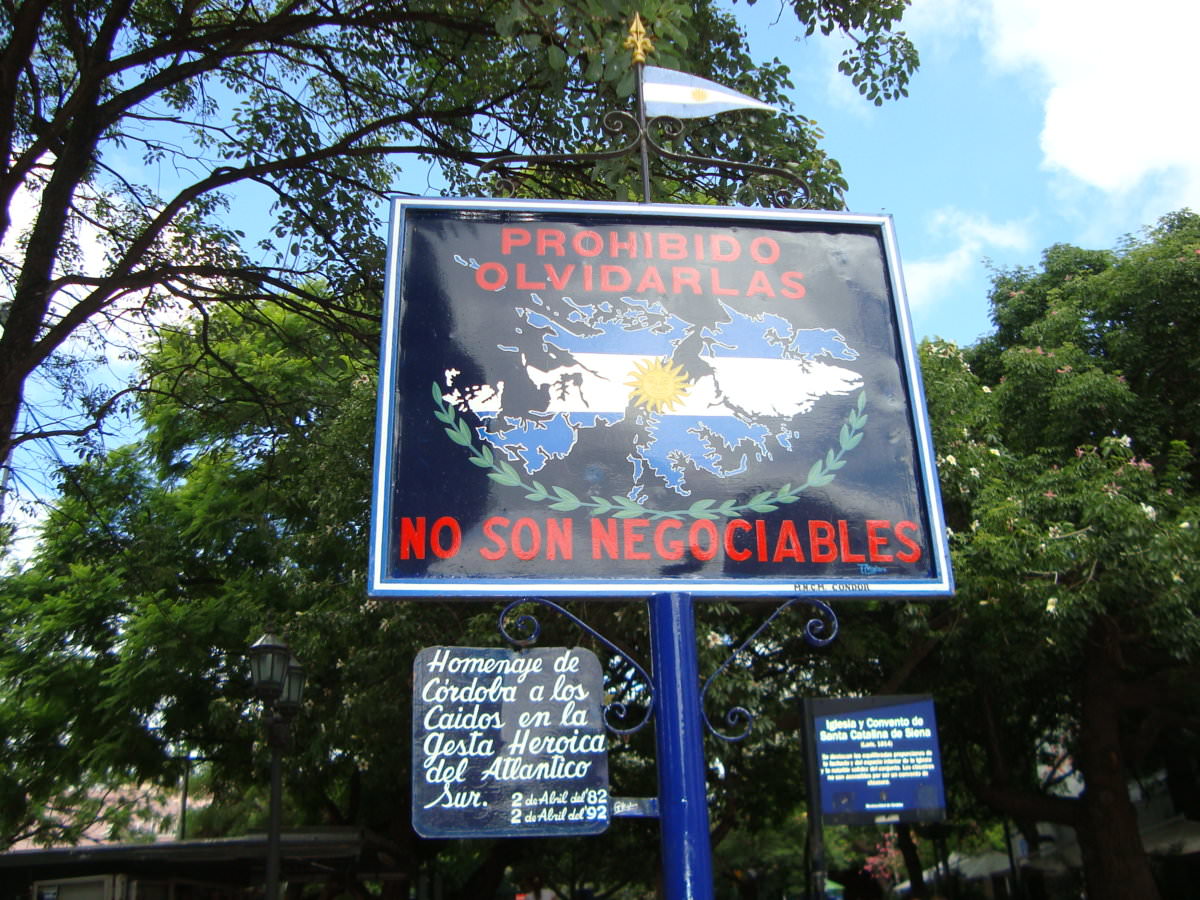 PROHIBIDO
OLVIDARLAS
NO SON NEGOCIABLES
M.N.C.M. CONDOR
Homenaje de
Córdoba a los
Caidos en la
Gesta Heroica
del Atlantico
Sur.
2 de Abril del '82
2 de Abril del '92
Iglesia y Convento de
Santa Catalina de Siena